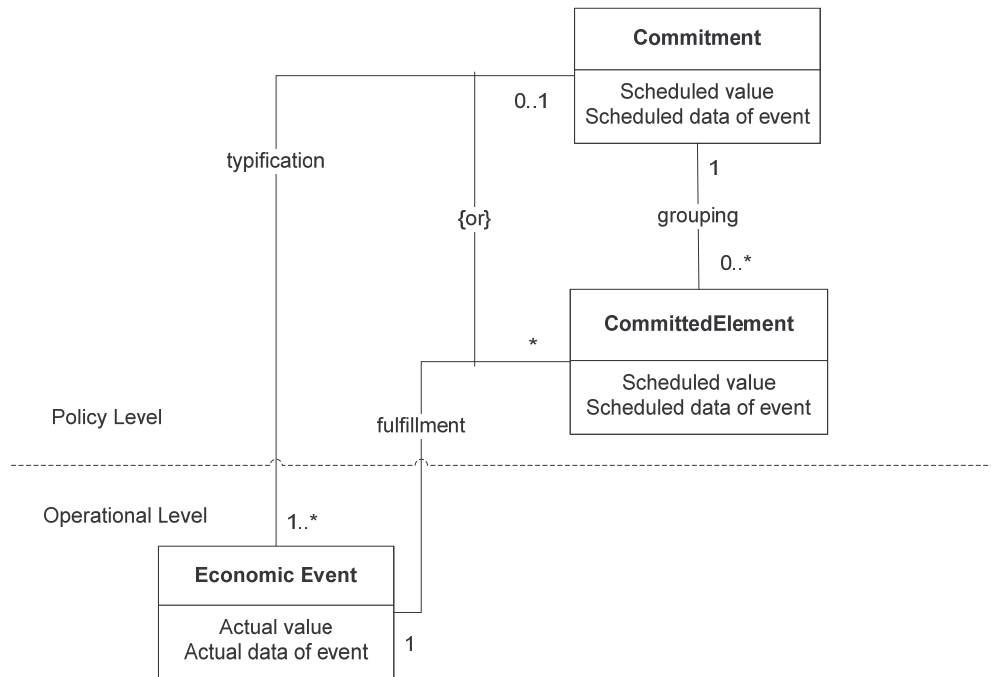 Commitment
Scheduled value
Scheduled data of event
0..1
typification
1
{or}
grouping
0..*
CommittedElement
*
Scheduled value
Scheduled data of event
Policy Level
fulfillment
Operational Level
1..*
Economic Event
Actual value
Actual data of event
1